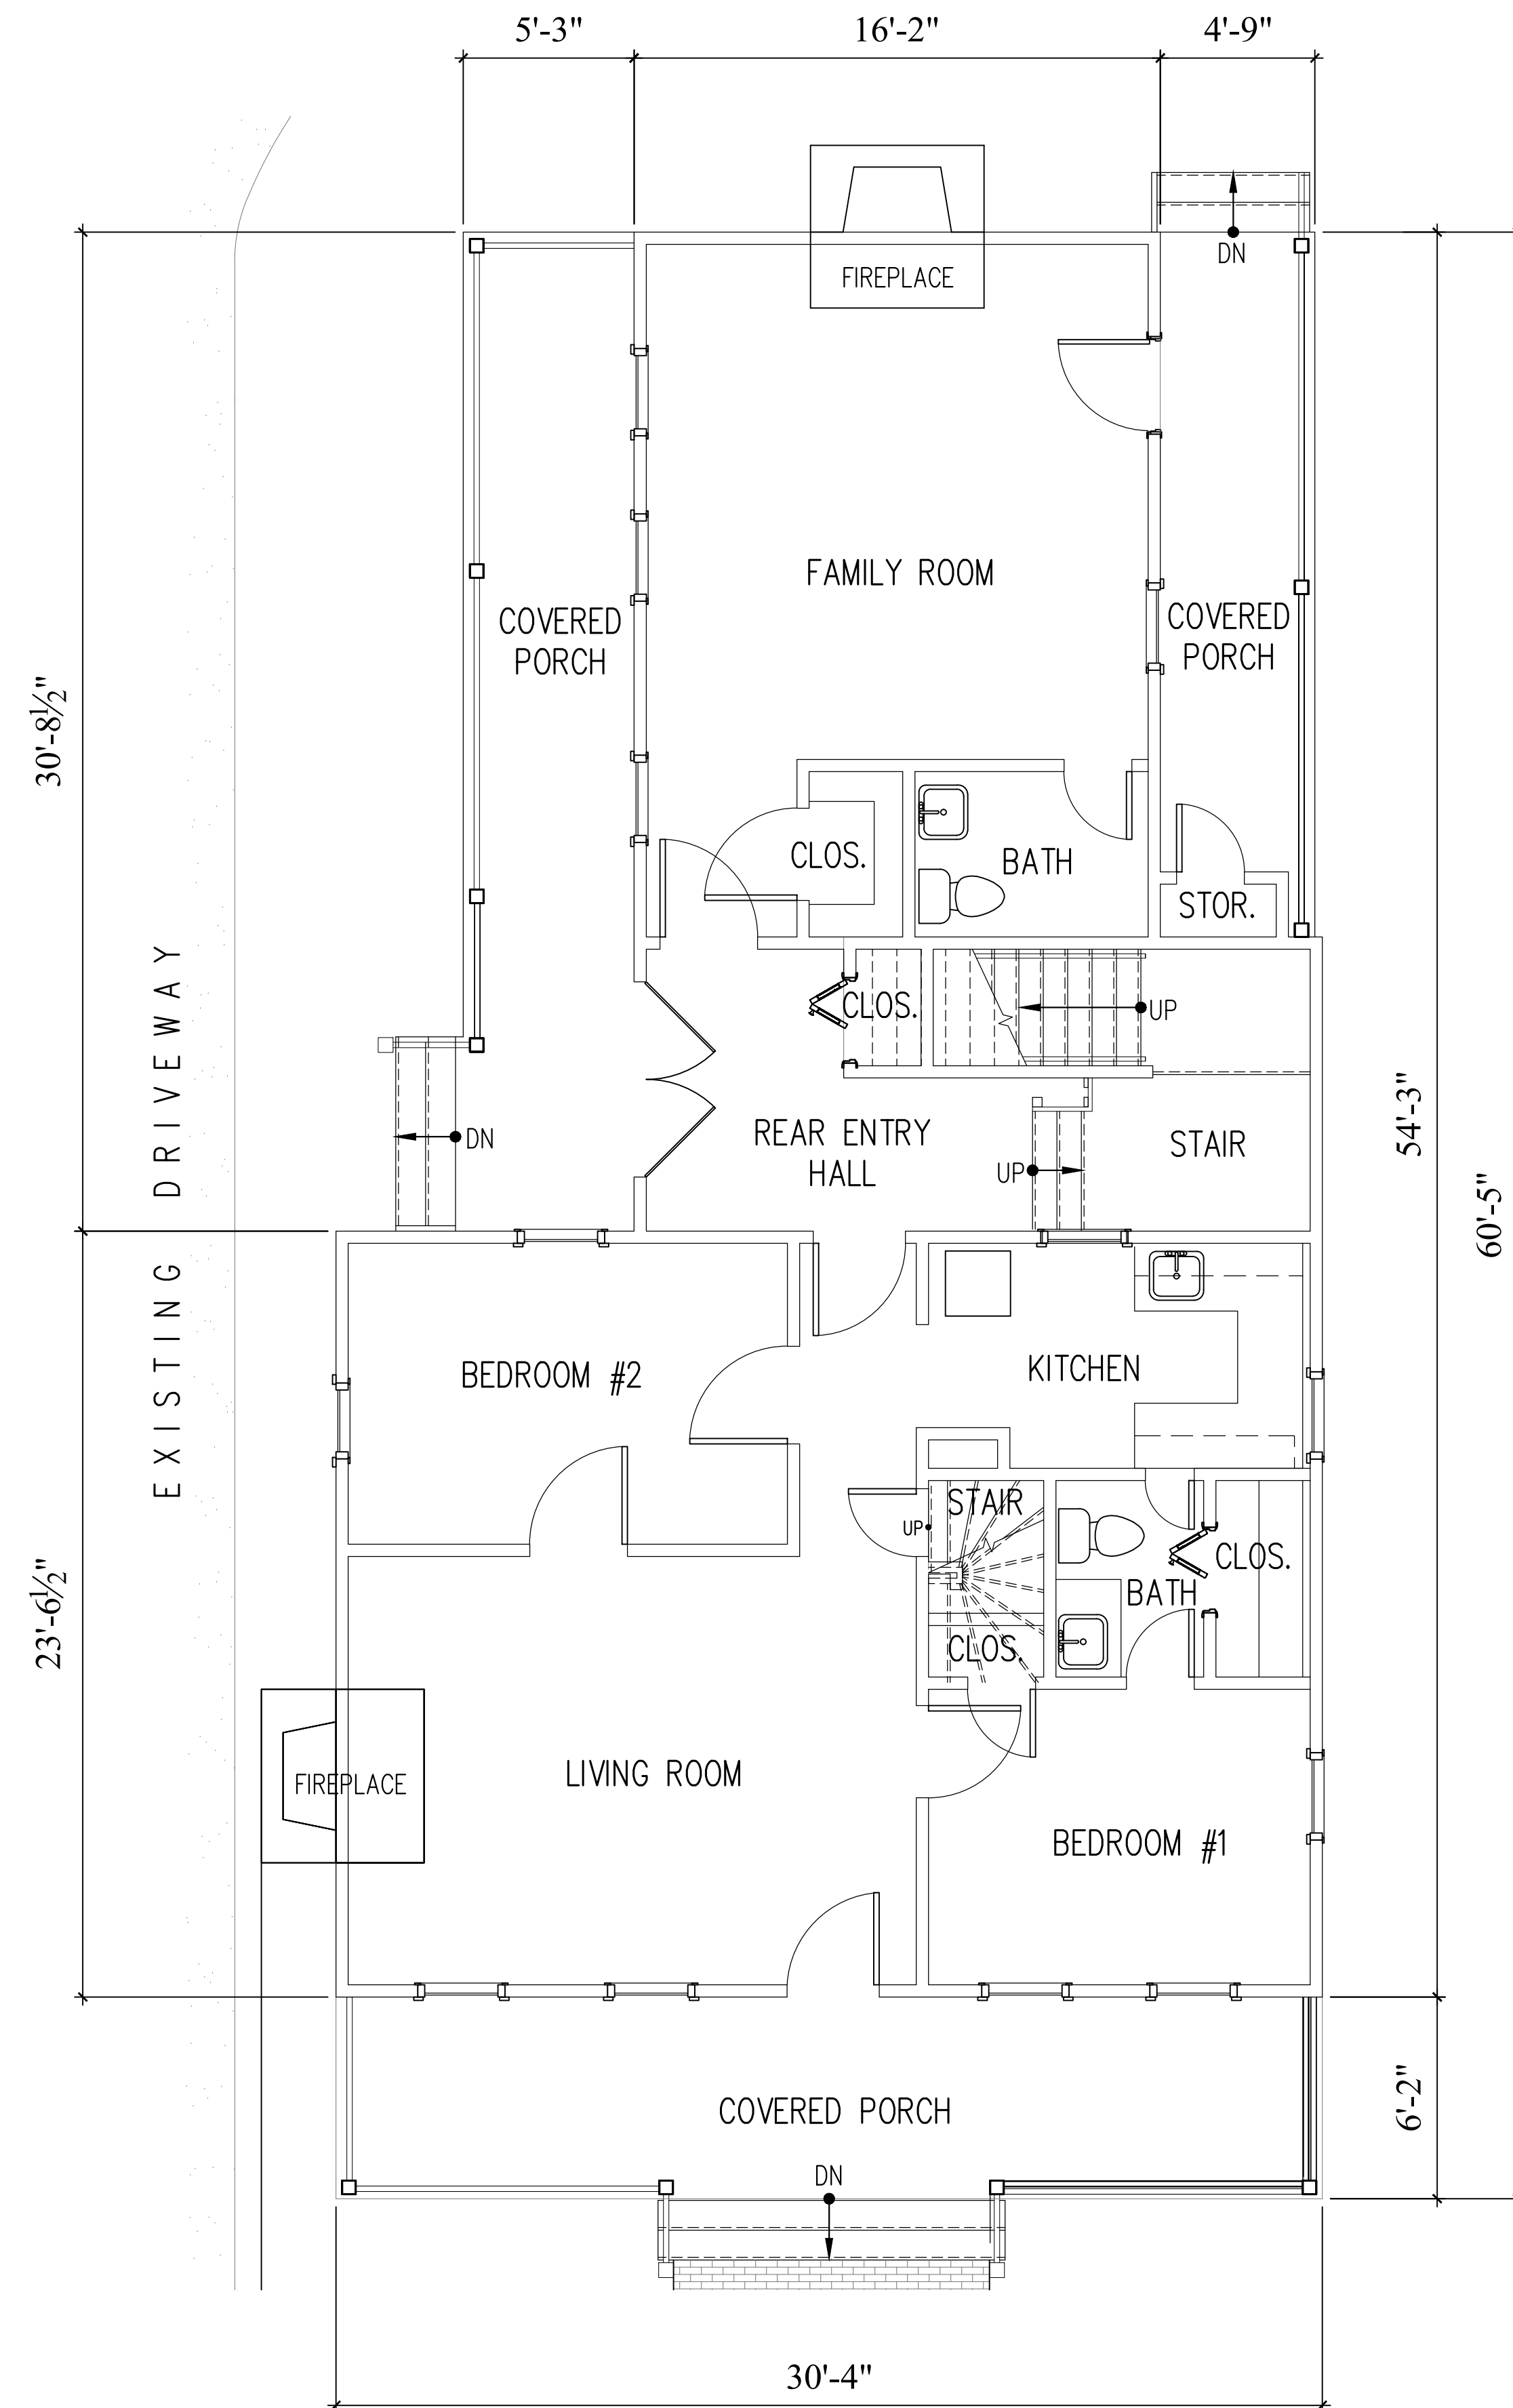 5'-3"
16'-2"
4'-9"
DN
FIREPLACE
FAMILY ROOM
COVERED
PORCH
COVERED
PORCH
30'-8½"
CLOS.
BATH
STOR.
CLOS.
UP
EXISTING DRIVEWAY
DN
REAR ENTRY
HALL
UP
STAIR
54'-3"
60'-5"
BEDROOM #2
KITCHEN
STAIR
UP
CLOS.
BATH
CLOS.
23'-6½"
FIREPLACE
LIVING ROOM
BEDROOM #1
COVERED PORCH
6'-2"
DN
30'-4"